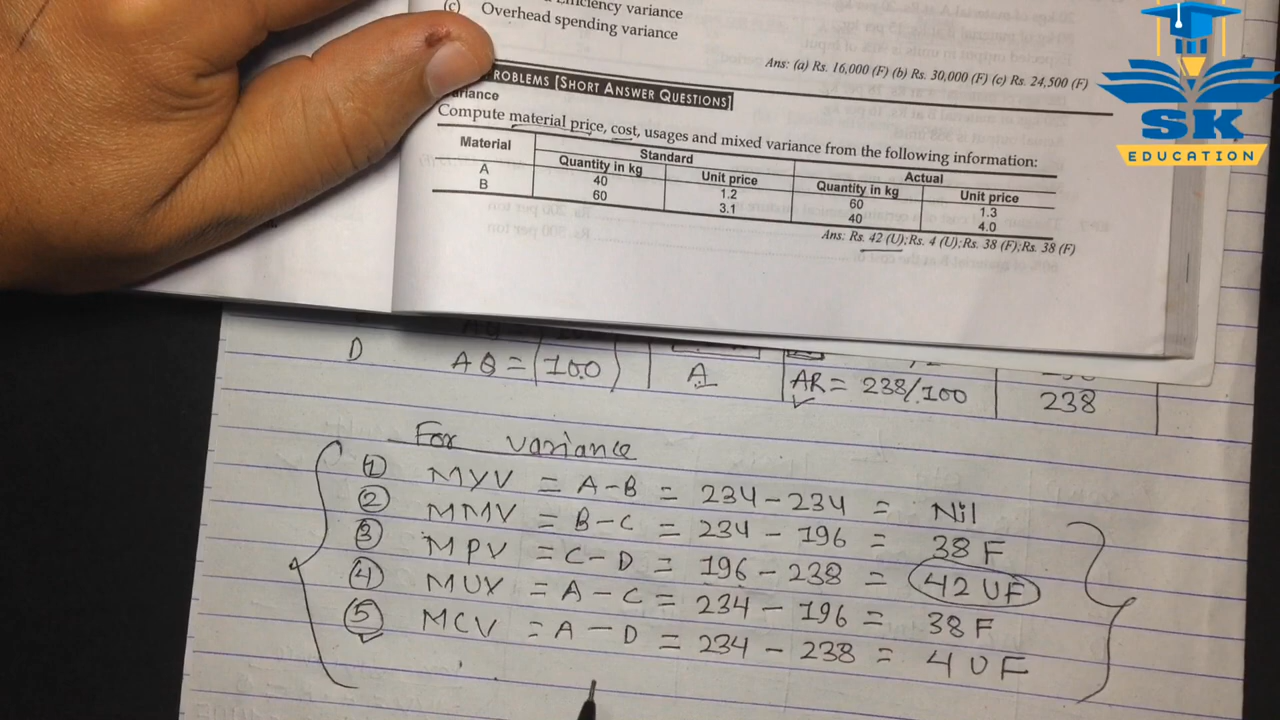 (c) Efficiency variance
Overhead spending variance
Ans: (a) Rs. 16,000 (F) (b) Rs. 30,000 (F) (c) Rs. 24,500 (F)
ROBLEMS [SHORT ANSWER QUESTIONS]
variance
Compute material price, cost, usages and mixed variance from the following information:
Material Standard Actual
Quantity in kg Unit price Quantity in kg Unit price
A 40 1.2 60 1.3
B 60 3.1 40 4.0
Ans: Rs. 42 (U); Rs. 4 (U); Rs. 38 (F); Rs. 38 (F)
SK
EDUCATION
D AQ = 100 A AR = 238/100 238
For variance
① MYV = A-B = 234-234 = Nil
② MMV = B-C = 234 - 196 = 38 F
③ MPV = C-D = 196 - 238 = 42 UF
④ MUV = A - C = 234 - 196 = 38 F
⑤ MCV = A - D = 234 - 238 = 4 UF